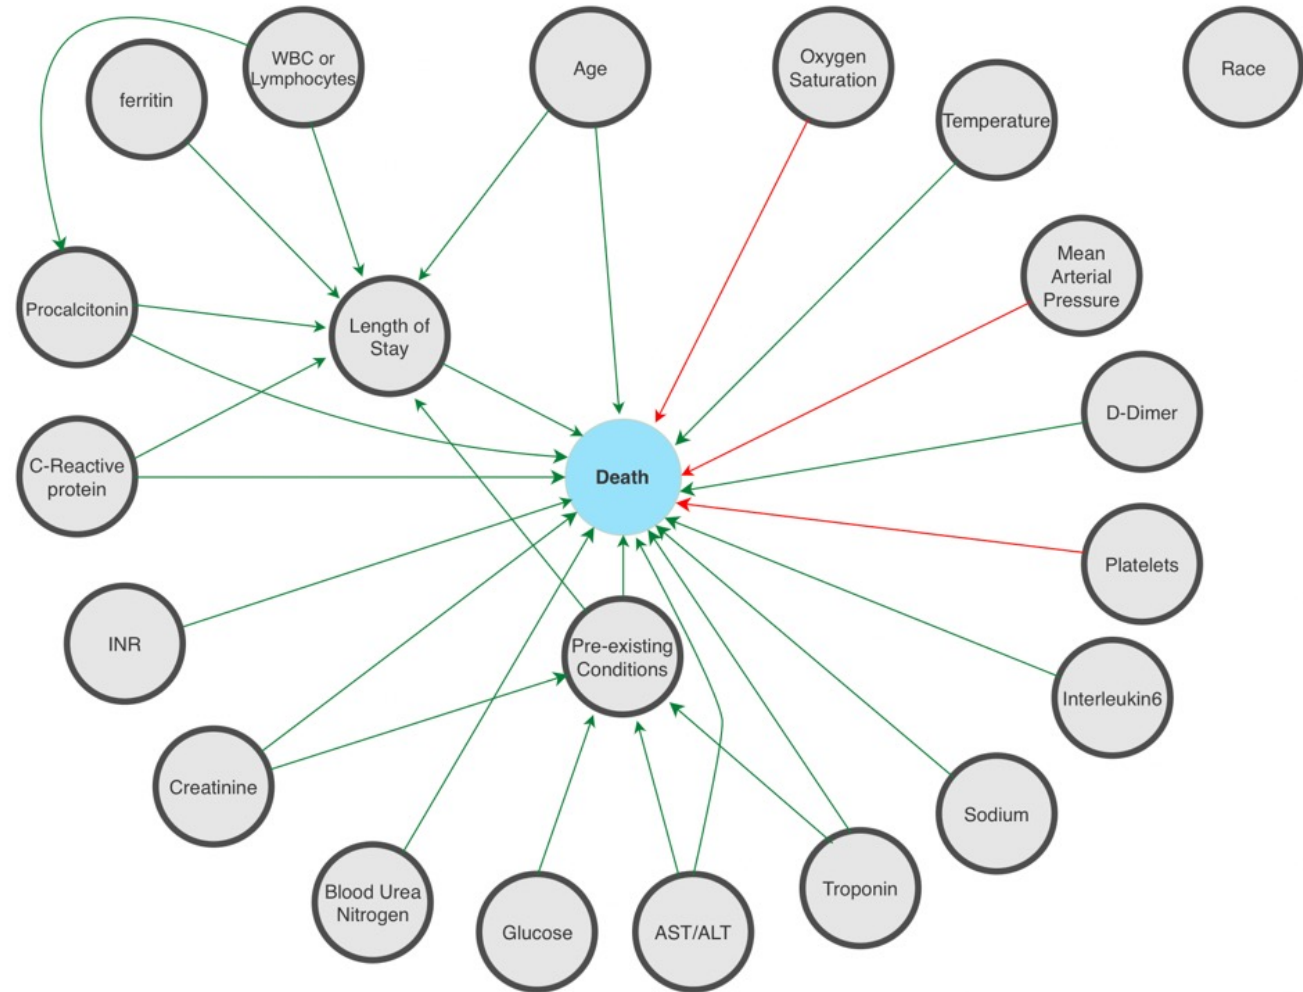 WBC or
Lymphocytes
ferritin
Age
Oxygen
Saturation
Temperature
Race
Procalcitonin
Length of
Stay
Mean
Arterial
Pressure
D-Dimer
C-Reactive
protein
Death
Platelets
INR
Pre-existing
Conditions
Interleukin6
Creatinine
Sodium
Blood Urea
Nitrogen
Glucose
AST/ALT
Troponin